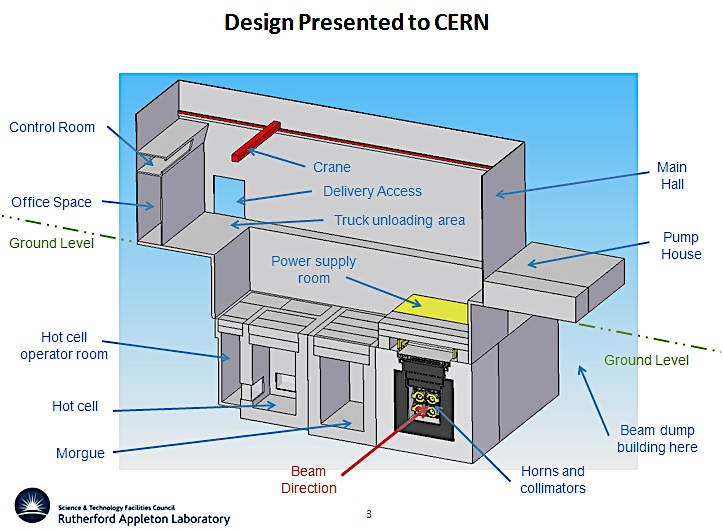 Design Presented to CERN
Control Room
Crane
Main
Hall
Delivery Access
Office Space
Truck unloading area
Ground Level
Pump
House
Power supply
room
Hot cell
operator room
Ground Level
Hot cell
Beam dump
building here
Morgue
Beam
Direction
Horns and
collimators
Science & Technology Facilities Council
Rutherford Appleton Laboratory
3